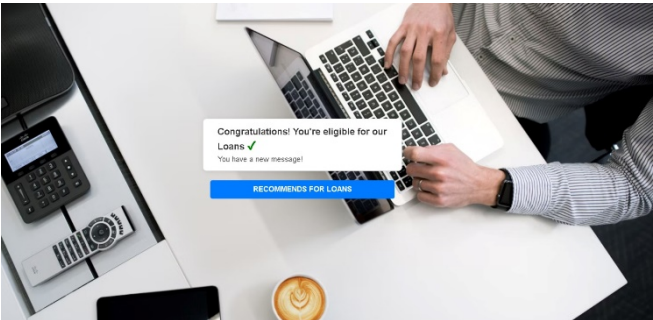 Congratulations! You're eligible for our
Loans ✓
You have a new message!
RECOMMENDS FOR LOANS